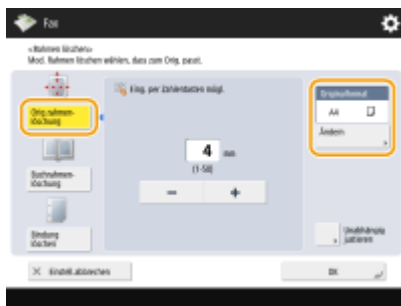 Fax
<Rahmen löschen>
Mod. Rahmen löschen wählen, dass zum Orig. passt.
Orig.rahmen-
löschung
Buchrahmen-
löschung
Bindung
löschen
Eing. per Zahlentasten mögl.
4 mm
(1-50)
- +
Originalformat
A4
Ändern
Unabhängig
justieren
× Einstell. abbrechen
OK